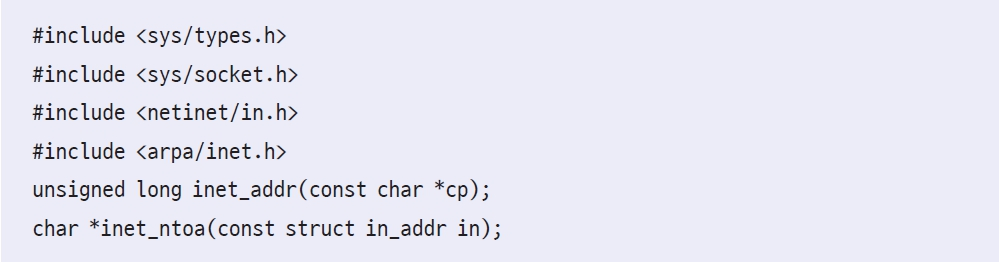 #include <sys/types.h>
#include <sys/socket.h>
#include <netinet/in.h>
#include <arpa/inet.h>
unsigned long inet_addr(const char *cp);
char *inet_ntoa(const struct in_addr in);